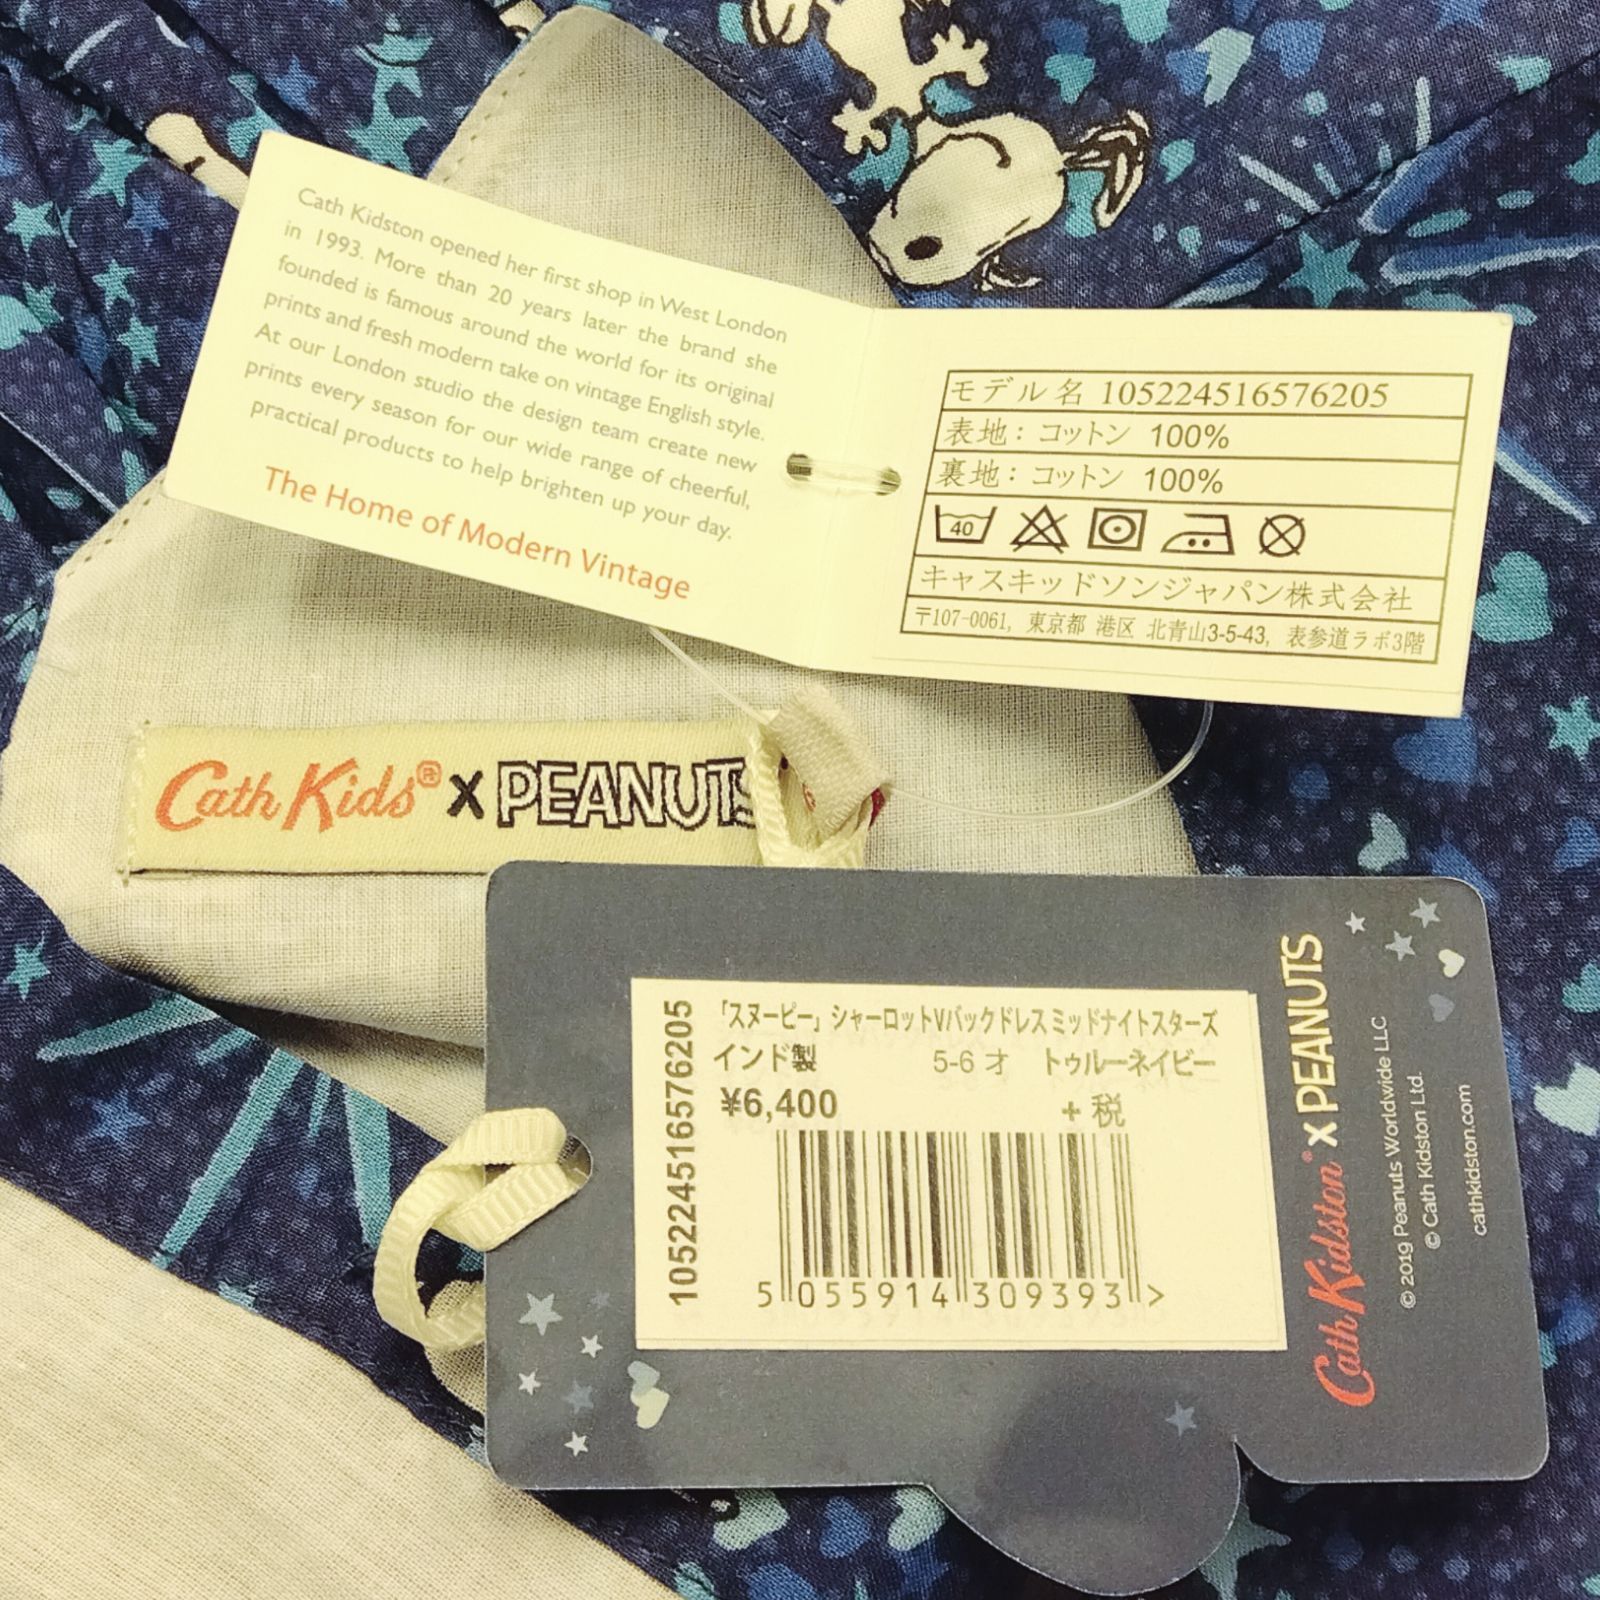 Cath Kidston opened her first shop in West London
in 1993. More than 20 years later the brand she
founded is famous around the world for its original
prints and fresh modern take on vintage English style.
At our London studio the design team create new
prints every season for our wide range of cheerful,
practical products to help brighten up your day.
The Home of Modern Vintage
モデル名 105224516576205
表地：コットン 100%
裏地：コットン 100%
40
キャスキッドソンジャパン株式会社
〒107-0061, 東京都 港区 北青山3-5-43, 表参道ラボ3階
Cath Kids® x PEANUTS
105224516576205
「スヌーピー」シャーロットVバックドレスミッドナイトスターズ
インド製 5-6 才 トゥルーネイビー
¥6,400 +税
5 055914 309393 >
Cath Kidston® x PEANUTS
© 2019 Peanuts Worldwide LLC
© Cath Kidston Ltd.
cathkidston.com